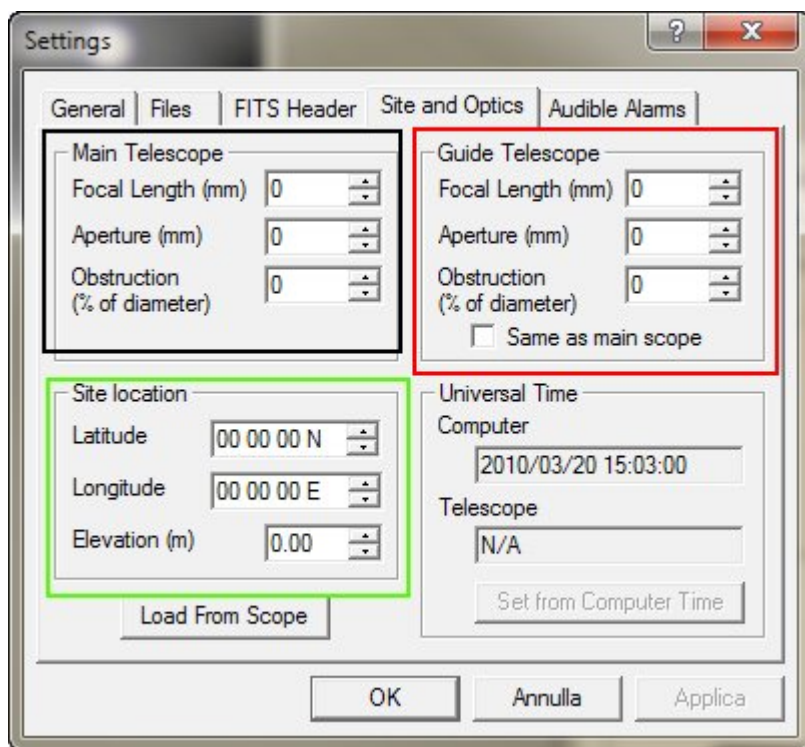 Settings
General Files FITS Header Site and Optics Audible Alarms
Main Telescope
Focal Length (mm) 0
Aperture (mm) 0
Obstruction
(% of diameter) 0
Guide Telescope
Focal Length (mm) 0
Aperture (mm) 0
Obstruction
(% of diameter) 0
Same as main scope
Site location
Latitude 00 00 00 N
Longitude 00 00 00 E
Elevation (m) 0.00
Load From Scope
Universal Time
Computer
2010/03/20 15:03:00
Telescope
N/A
Set from Computer Time
OK Annulla Applica